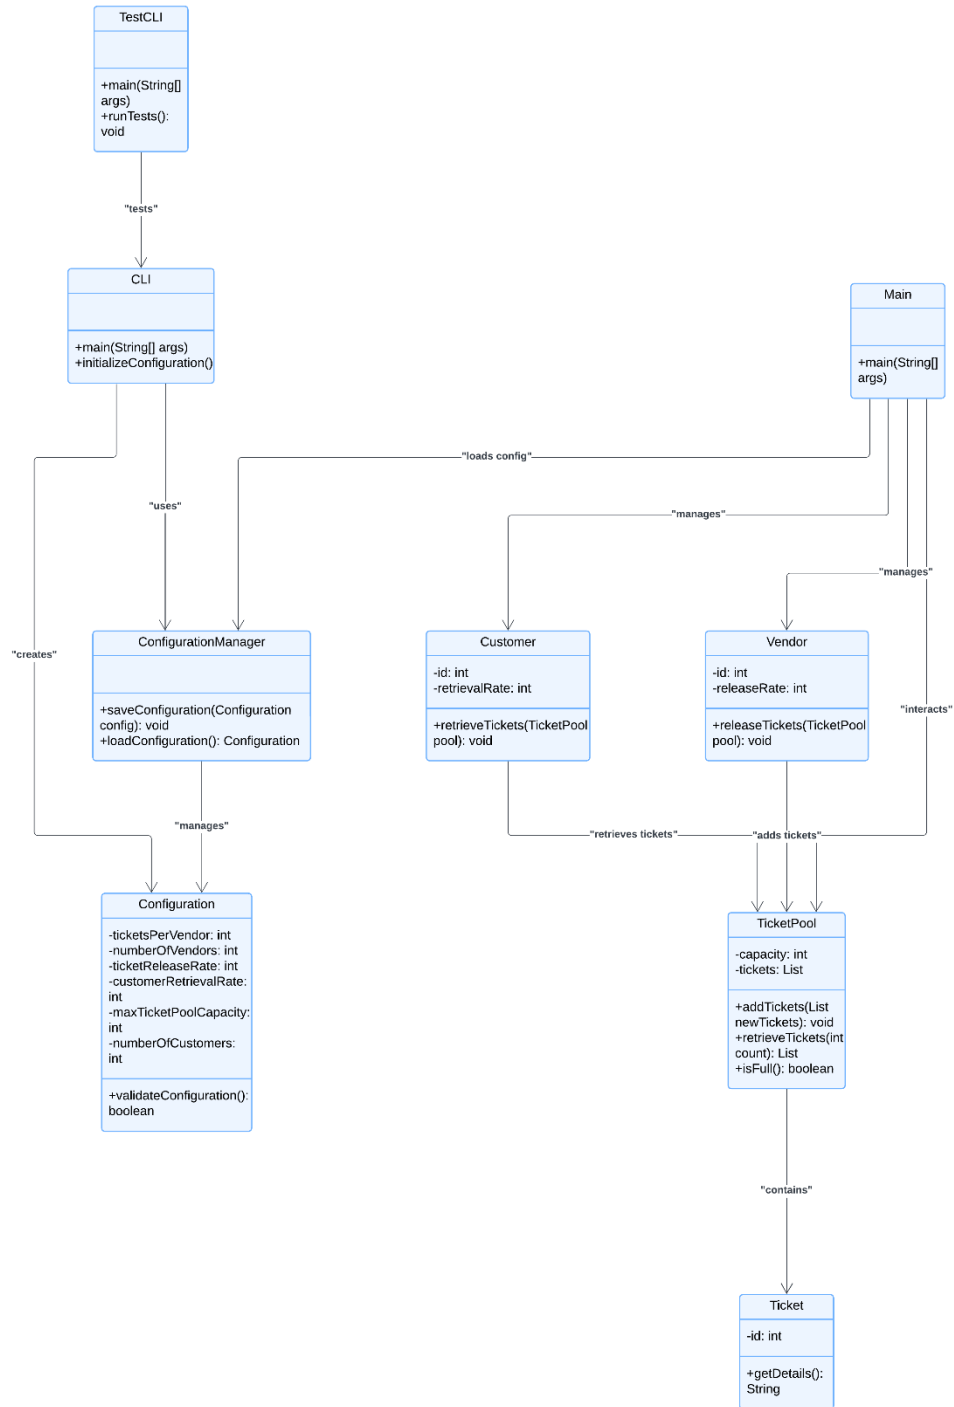 TestCLI
+main(String[]
args)
+runTests():
void
"tests"
CLI
+main(String[] args)
+initializeConfiguration()
Main
+main(String[]
args)
"loads config"
"uses"
"manages"
"manages"
"creates"
"interacts"
ConfigurationManager
+saveConfiguration(Configuration
config): void
+loadConfiguration(): Configuration
Customer
-id: int
-retrievalRate: int
+retrieveTickets(TicketPool
pool): void
Vendor
-id: int
-releaseRate: int
+releaseTickets(TicketPool
pool): void
"manages"
"retrieves tickets"
"adds tickets"
Configuration
-ticketsPerVendor: int
-numberOfVendors: int
-ticketReleaseRate: int
-customerRetrievalRate:
int
-maxTicketPoolCapacity:
int
-numberOfCustomers:
int
+validateConfiguration():
boolean
TicketPool
-capacity: int
-tickets: List
+addTickets(List
newTickets): void
+retrieveTickets(int
count): List
+isFull(): boolean
"contains"
Ticket
-id: int
+getDetails():
String